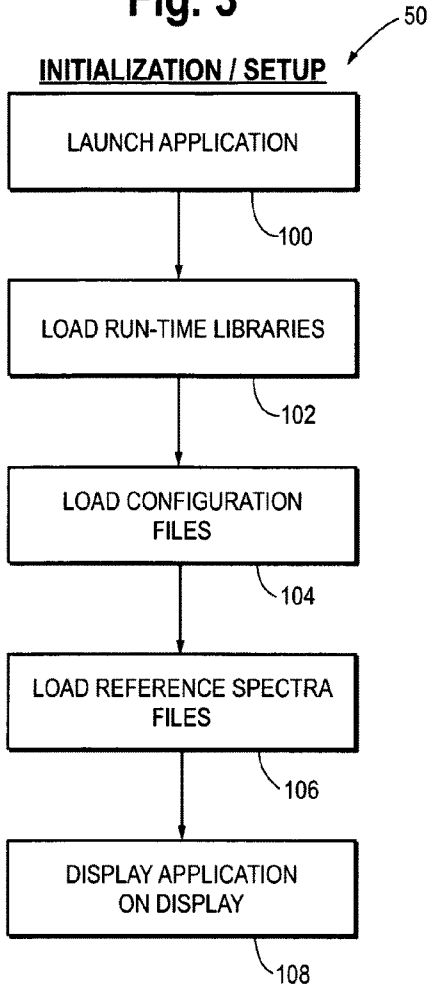 Fig. 3
50
INITIALIZATION / SETUP
LAUNCH APPLICATION
100
LOAD RUN-TIME LIBRARIES
102
LOAD CONFIGURATION
FILES
104
LOAD REFERENCE SPECTRA
FILES
106
DISPLAY APPLICATION
ON DISPLAY
108